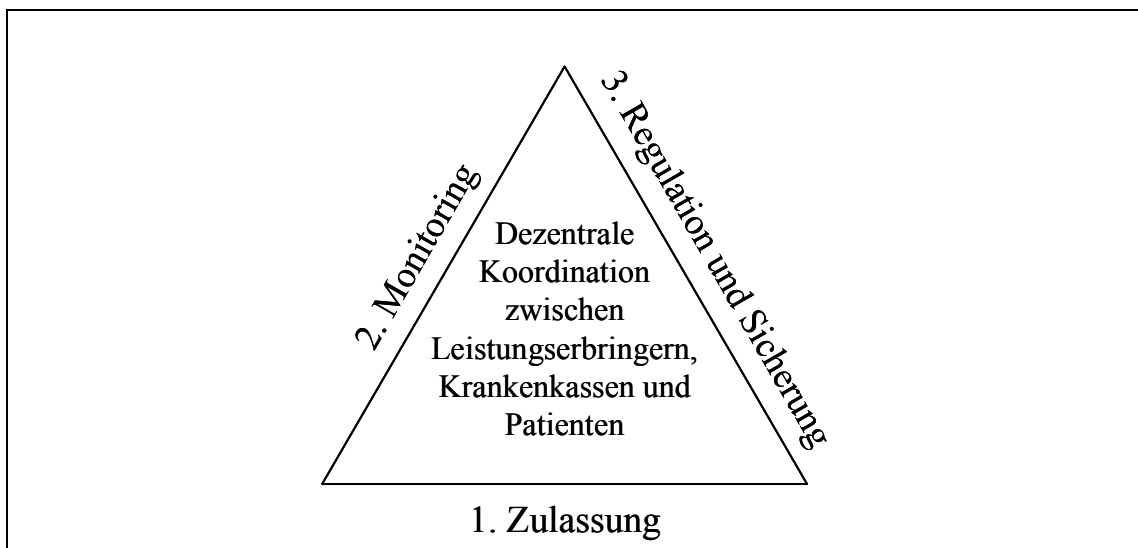 3. Regulation und Sicherung
2. Monitoring
Dezentrale
Koordination
zwischen
Leistungserbringern,
Krankenkassen und
Patienten
1. Zulassung